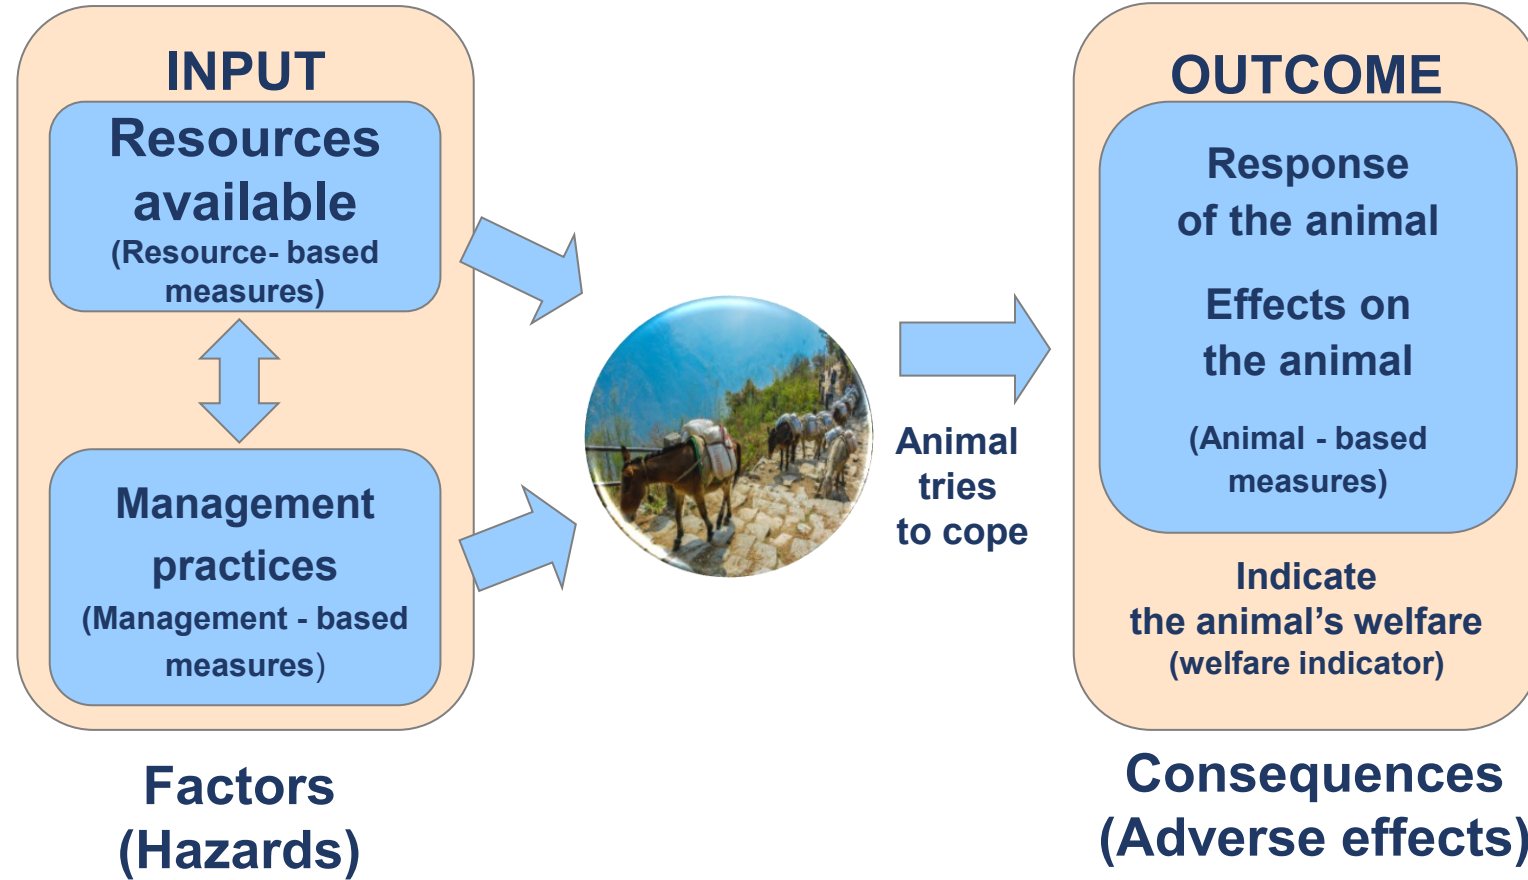 INPUT
Resources
available
(Resource- based
measures)
Management
practices
(Management - based
measures)
Factors
(Hazards)
Animal
tries
to cope
OUTCOME
Response
of the animal
Effects on
the animal
(Animal - based
measures)
Indicate
the animal’s welfare
(welfare indicator)
Consequences
(Adverse effects)